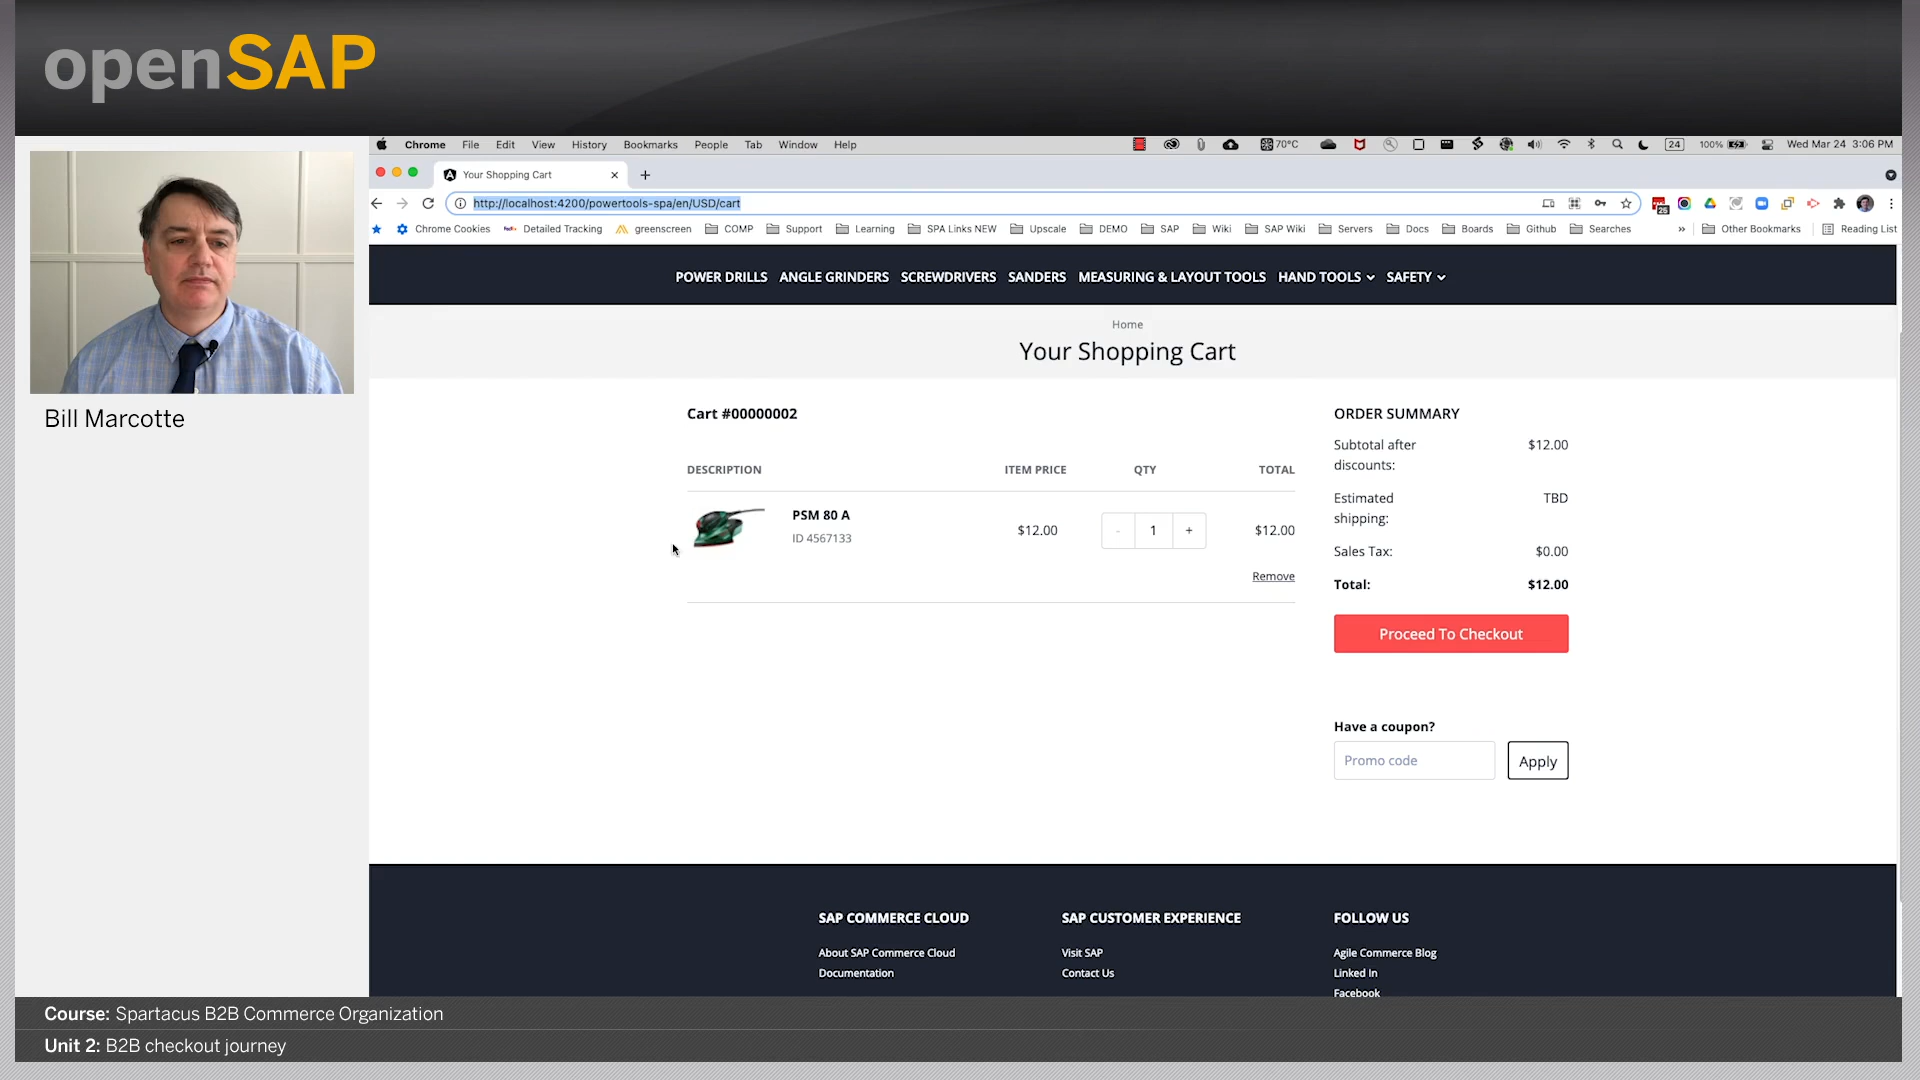 openSAP
Bill Marcotte
Chrome File Edit View History Bookmarks People Tab Window Help 70°C 24 100% Wed Mar 24 3:06 PM
Your Shopping Cart
http://localhost:4200/powertools-spa/en/USD/cart
Chrome Cookies Detailed Tracking greenscreen COMP Support Learning SPA Links NEW Upscale DEMO SAP Wiki SAP Wiki Servers Docs Boards Github Searches » Other Bookmarks Reading List
POWER DRILLS ANGLE GRINDERS SCREWDRIVERS SANDERS MEASURING & LAYOUT TOOLS HAND TOOLS SAFETY
Home
Your Shopping Cart
Cart #00000002
DESCRIPTION ITEM PRICE QTY TOTAL
PSM 80 A
ID 4567133
$12.00 - 1 + $12.00
Remove
ORDER SUMMARY
Subtotal after discounts: $12.00
Estimated shipping: TBD
Sales Tax: $0.00
Total: $12.00
Proceed To Checkout
Have a coupon?
Promo code Apply
SAP COMMERCE CLOUD
About SAP Commerce Cloud
Documentation
SAP CUSTOMER EXPERIENCE
Visit SAP
Contact Us
FOLLOW US
Agile Commerce Blog
Linked In
Facebook
Course: Spartacus B2B Commerce Organization
Unit 2: B2B checkout journey